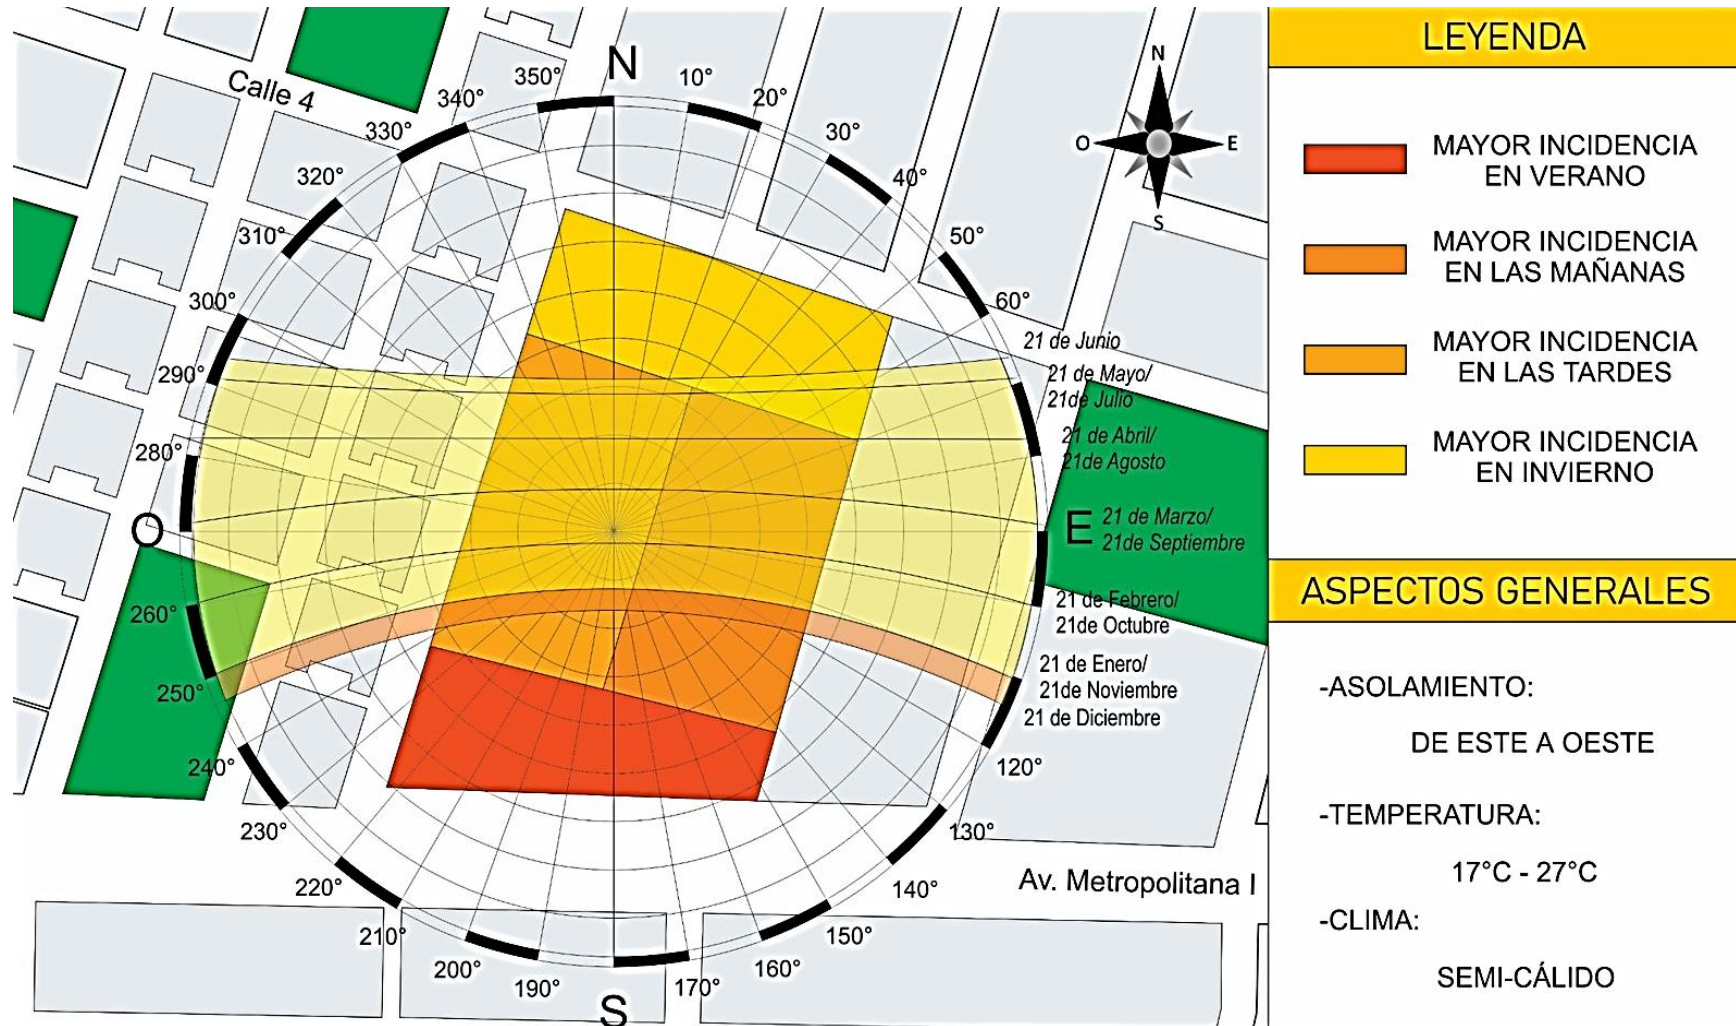 Calle 4
N
350°
10°
340°
20°
330°
30°
320°
40°
310°
50°
300°
60°
290°
280°
O
E
260°
250°
240°
120°
230°
130°
220°
140°
210°
150°
200°
160°
190°
170°
S
21 de Junio
21 de Mayo/
21de Julio
21 de Abril/
21de Agosto
21 de Marzo/
21de Septiembre
21 de Febrero/
21de Octubre
21 de Enero/
21de Noviembre
21 de Diciembre
Av. Metropolitana I
N
O
E
S
LEYENDA
MAYOR INCIDENCIA
EN VERANO
MAYOR INCIDENCIA
EN LAS MAÑANAS
MAYOR INCIDENCIA
EN LAS TARDES
MAYOR INCIDENCIA
EN INVIERNO
ASPECTOS GENERALES
-ASOLAMIENTO:
DE ESTE A OESTE
-TEMPERATURA:
17°C - 27°C
-CLIMA:
SEMI-CÁLIDO